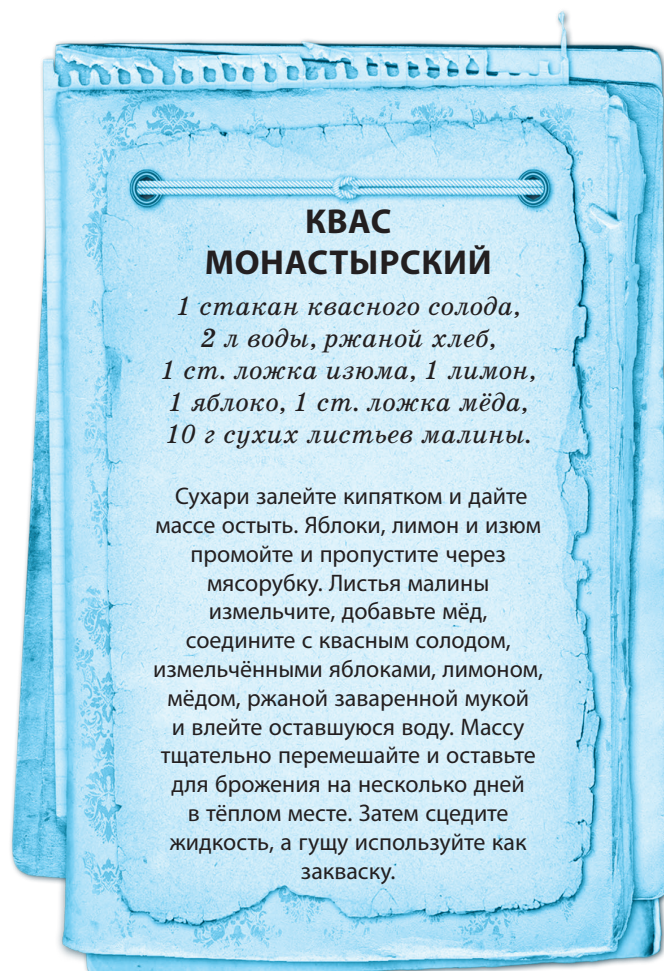 КВАС
МОНАСТЫРСКИЙ
1 стакан квасного солода,
2 л воды, ржаной хлеб,
1 ст. ложка изюма, 1 лимон,
1 яблоко, 1 ст. ложка мёда,
10 г сухих листьев малины.
Сухари залейте кипятком и дайте
массе остыть. Яблоки, лимон и изюм
промойте и пропустите через
мясорубку. Листья малины
измельчите, добавьте мёд,
соедините с квасным солодом,
измельчёнными яблоками, лимоном,
мёдом, ржаной заваренной мукой
и влейте оставшуюся воду. Массу
тщательно перемешайте и оставьте
для брожения на несколько дней
в тёплом месте. Затем сцедите
жидкость, а гущу используйте как
закваску.